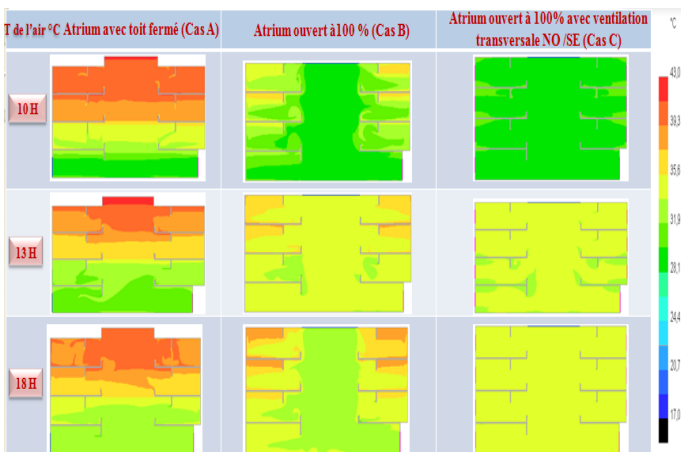 T de l'air °C Atrium avec toit fermé (Cas A)
Atrium ouvert à100 % (Cas B)
Atrium ouvert à 100% avec ventilation
transversale NO /SE (Cas C)
°C
10 H
13 H
18 H
43,0
39,3
35,6
31,9
28,1
24,4
20,7
17,0